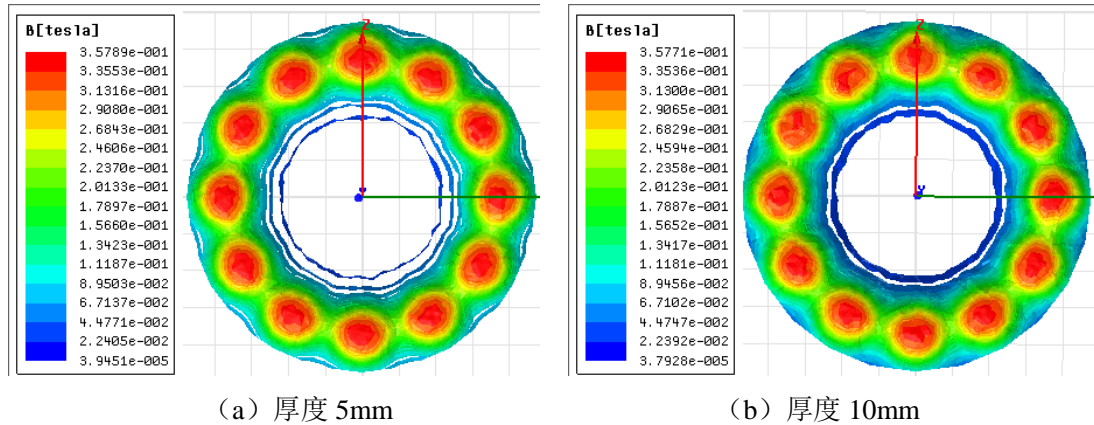 B[tesla]
3.5789e-001
3.3553e-001
3.1316e-001
2.9080e-001
2.6843e-001
2.4606e-001
2.2370e-001
2.0133e-001
1.7897e-001
1.5660e-001
1.3423e-001
1.1187e-001
8.9503e-002
6.7137e-002
4.4771e-002
2.2405e-002
3.9451e-005
Z
B[tesla]
3.5771e-001
3.3536e-001
3.1300e-001
2.9065e-001
2.6829e-001
2.4594e-001
2.2358e-001
2.0123e-001
1.7887e-001
1.5652e-001
1.3417e-001
1.1181e-001
8.9456e-002
6.7102e-002
4.4747e-002
2.2392e-002
3.7928e-005
Z
Y
（a）厚度 5mm
（b）厚度 10mm